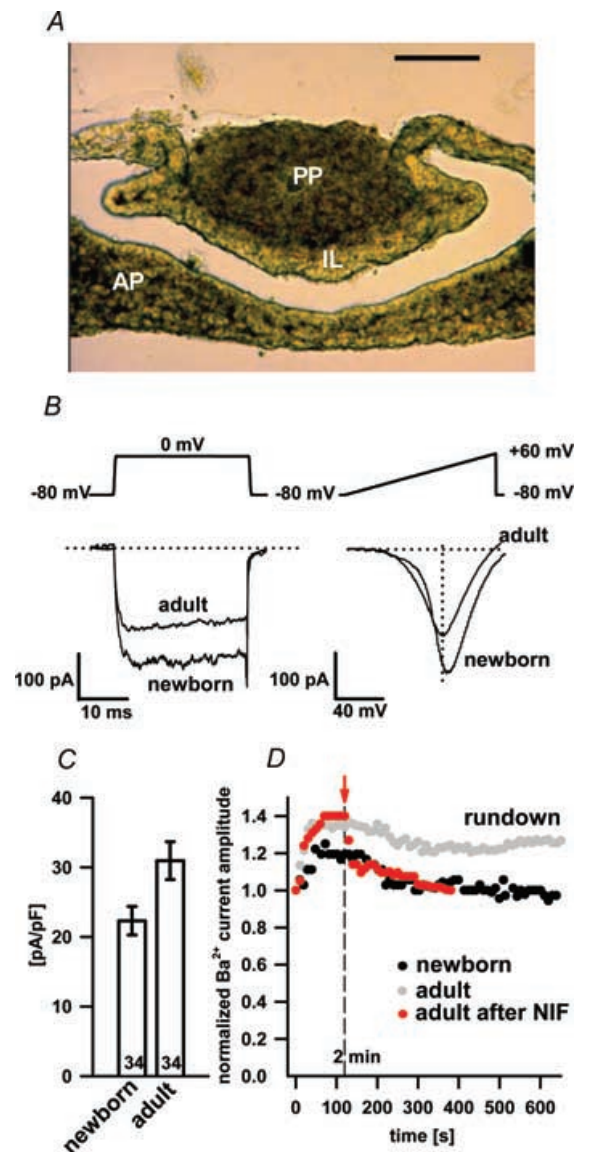 A
PP
IL
AP
B
0 mV
-80 mV
-80 mV
+60 mV
-80 mV
adult
newborn
100 pA
10 ms
adult
newborn
100 pA
40 mV
C
[pA/pF]
40
30
20
10
0
34
34
newborn
adult
D
normalized Ba²⁺ current amplitude
1.4
1.2
1.0
0.8
0.6
0.4
0.2
0.0
rundown
newborn
adult
adult after NIF
2 min
0 100 200 300 400 500 600
time [s]